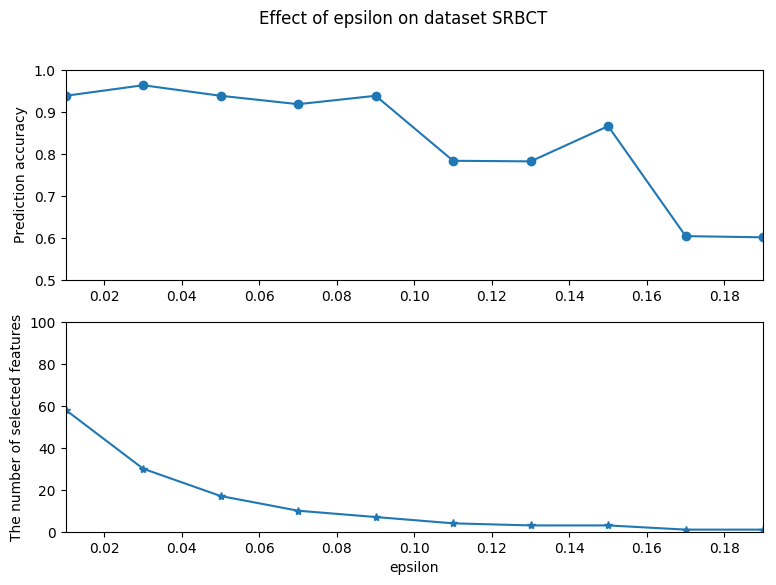 Effect of epsilon on dataset SRBCT
Prediction accuracy
1.0
0.9
0.8
0.7
0.6
0.5
0.02 0.04 0.06 0.08 0.10 0.12 0.14 0.16 0.18
The number of selected features
100
80
60
40
20
0
0.02 0.04 0.06 0.08 0.10 0.12 0.14 0.16 0.18
epsilon